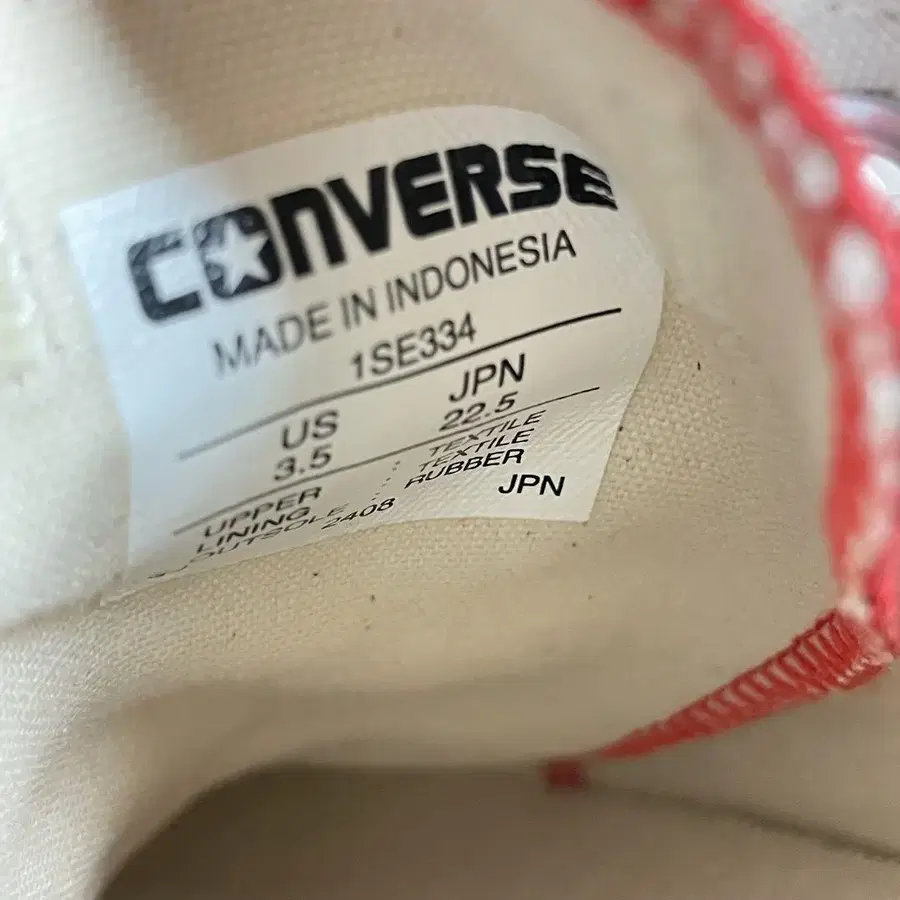 CONVERSE
MADE IN INDONESIA
1SE334
US JPN
3.5 22.5
UPPER : TEXTILE
LINING : TEXTILE
OUTSOLE : RUBBER
2408 JPN